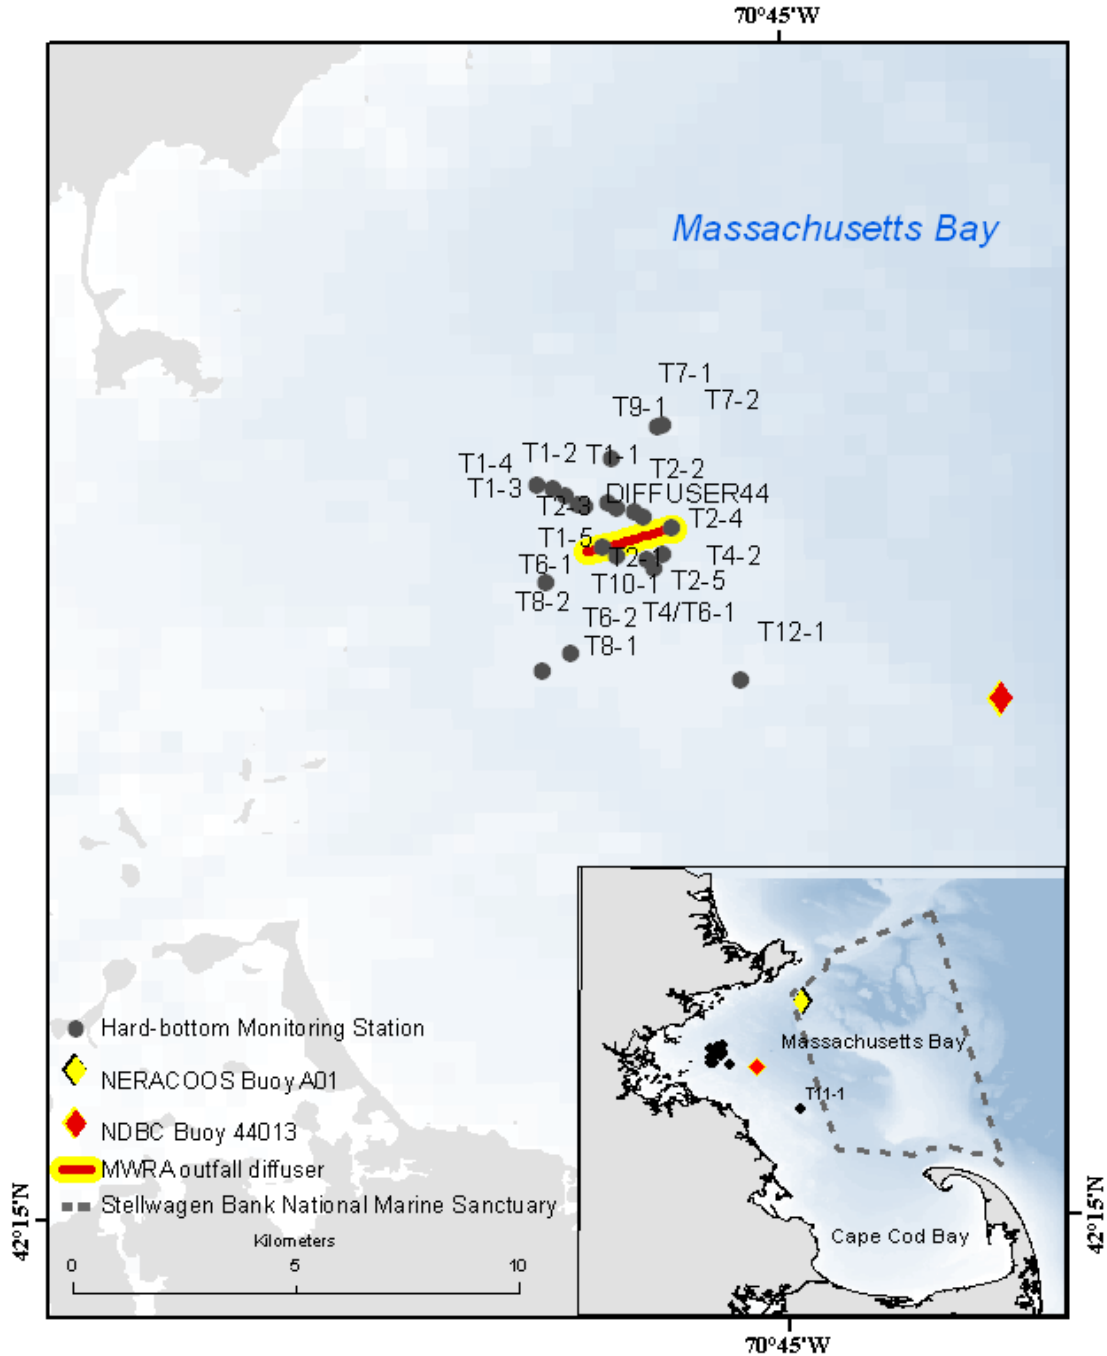 70°45'W
Massachusetts Bay
T7-1
T7-2
T9-1
T1-2
T1-1
T1-4
T2-2
T1-3
DIFFUSER44
T2-3
T2-4
T1-5
T4-2
T6-1
T2-1
T10-1
T2-5
T8-2
T6-2
T4/T6-1
T12-1
T8-1
Hard-bottom Monitoring Station
NERACOOS Buoy A01
NDBC Buoy 44013
MWRA outfall diffuser
Stellwagen Bank National Marine Sanctuary
Kilometers
0 5 10
Massachusetts Bay
T11-1
Cape Cod Bay
42°15'N
42°15'N
70°45'W